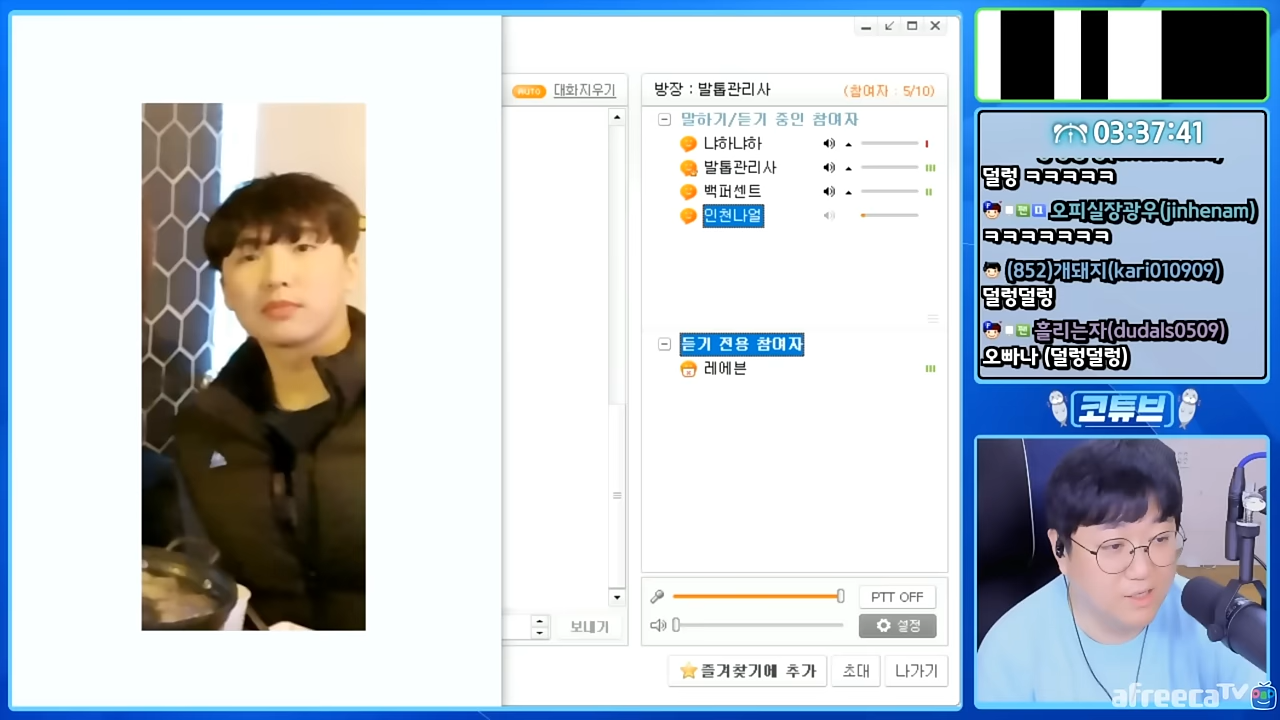 AUTO 대화지우기
방장 : 발톱관리사 (참여자 : 5/10)
말하기/듣기 중인 참여자
냐하냐하
발톱관리사
백퍼센트
인천나얼
듣기 전용 참여자
레에븐
PTT OFF
설정
보내기
즐겨찾기에 추가 초대 나가기
03:37:41
덜렁 ㅋㅋㅋㅋㅋ
팬 오피실장광우(jinhenam)
ㅋㅋㅋㅋㅋㅋㅋ
(852)개돼지(kari010909)
덜렁덜렁
팬 흘리는자(dudals0509)
오빠나 (덜렁덜렁)
코튜브
afreecaTV